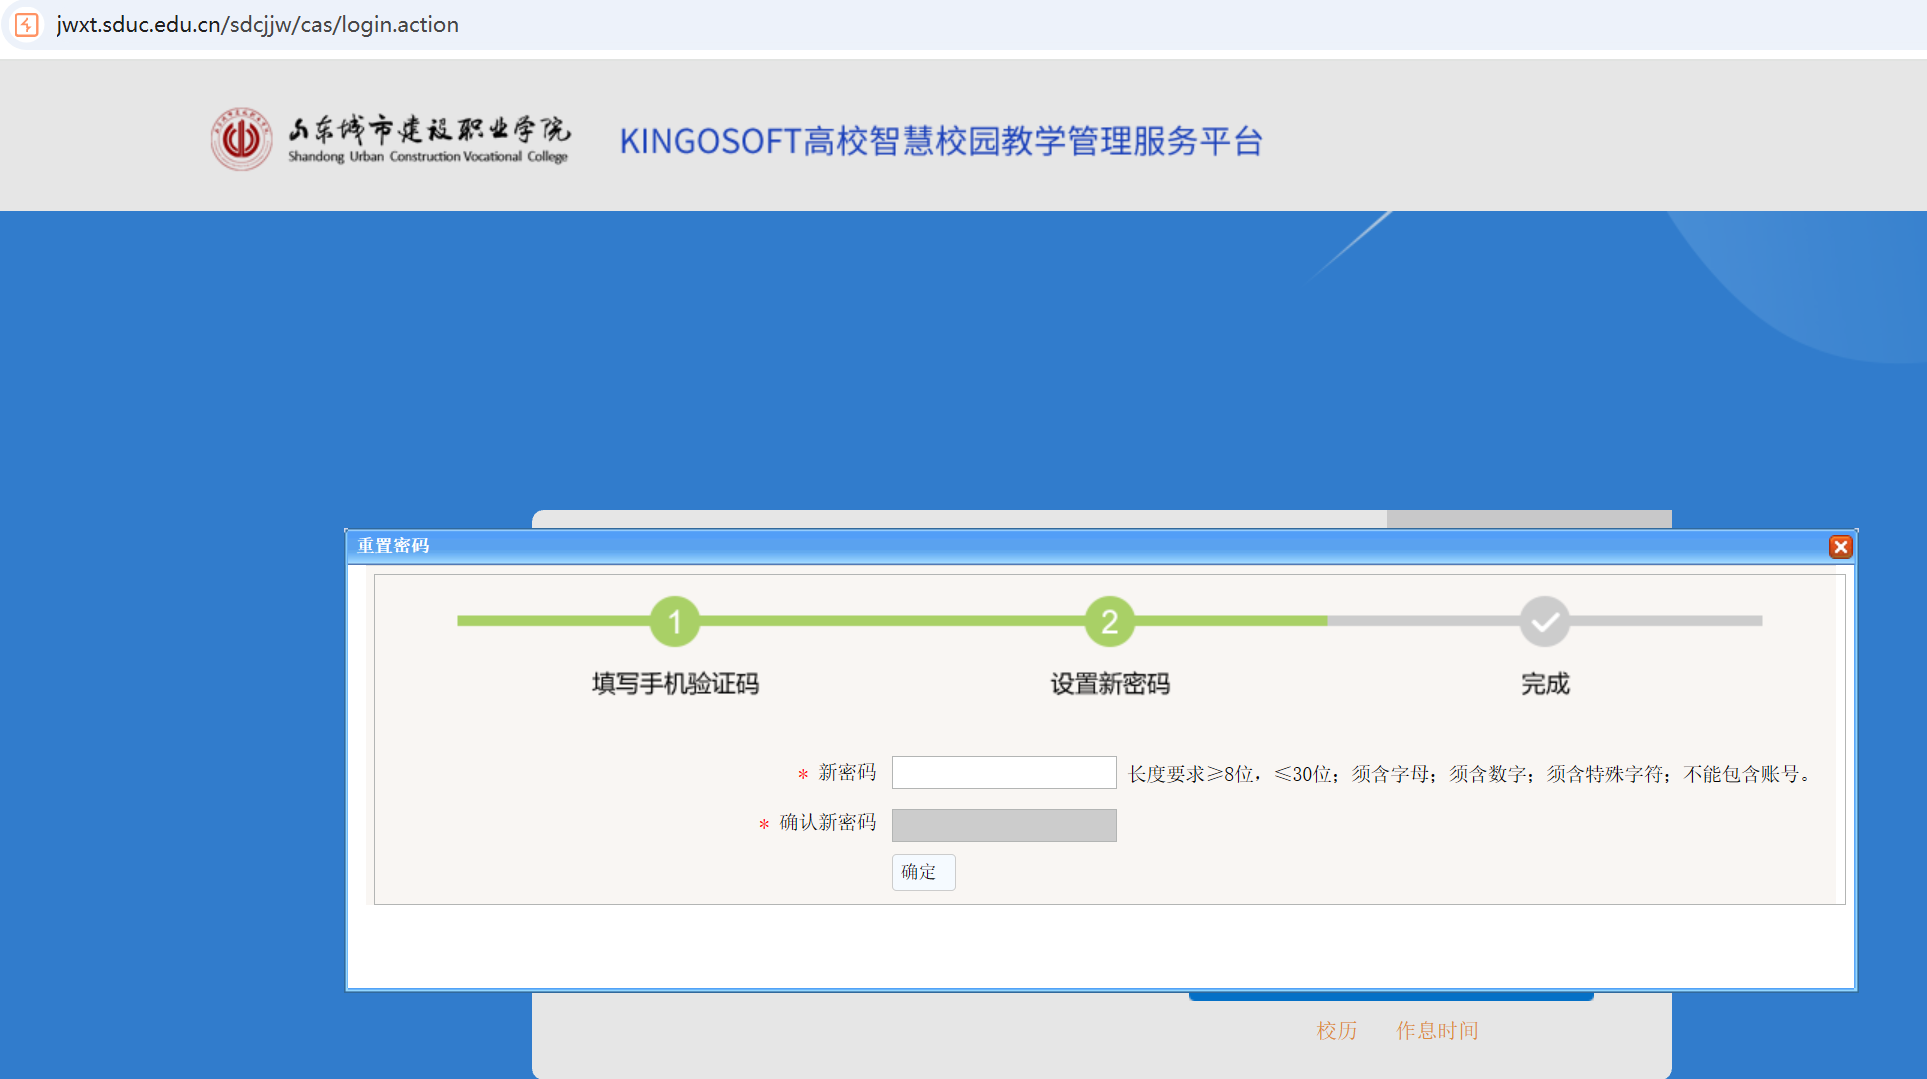 jwxt.sduc.edu.cn/sdcjjw/cas/login.action
山东城市建设职业学院
Shandong Urban Construction Vocational College
KINGOSOFT高校智慧校园教学管理服务平台
重置密码
1
2
填写手机验证码
设置新密码
完成
* 新密码
长度要求≥8位，≤30位；须含字母；须含数字；须含特殊字符；不能包含账号。
* 确认新密码
确定
校历
作息时间